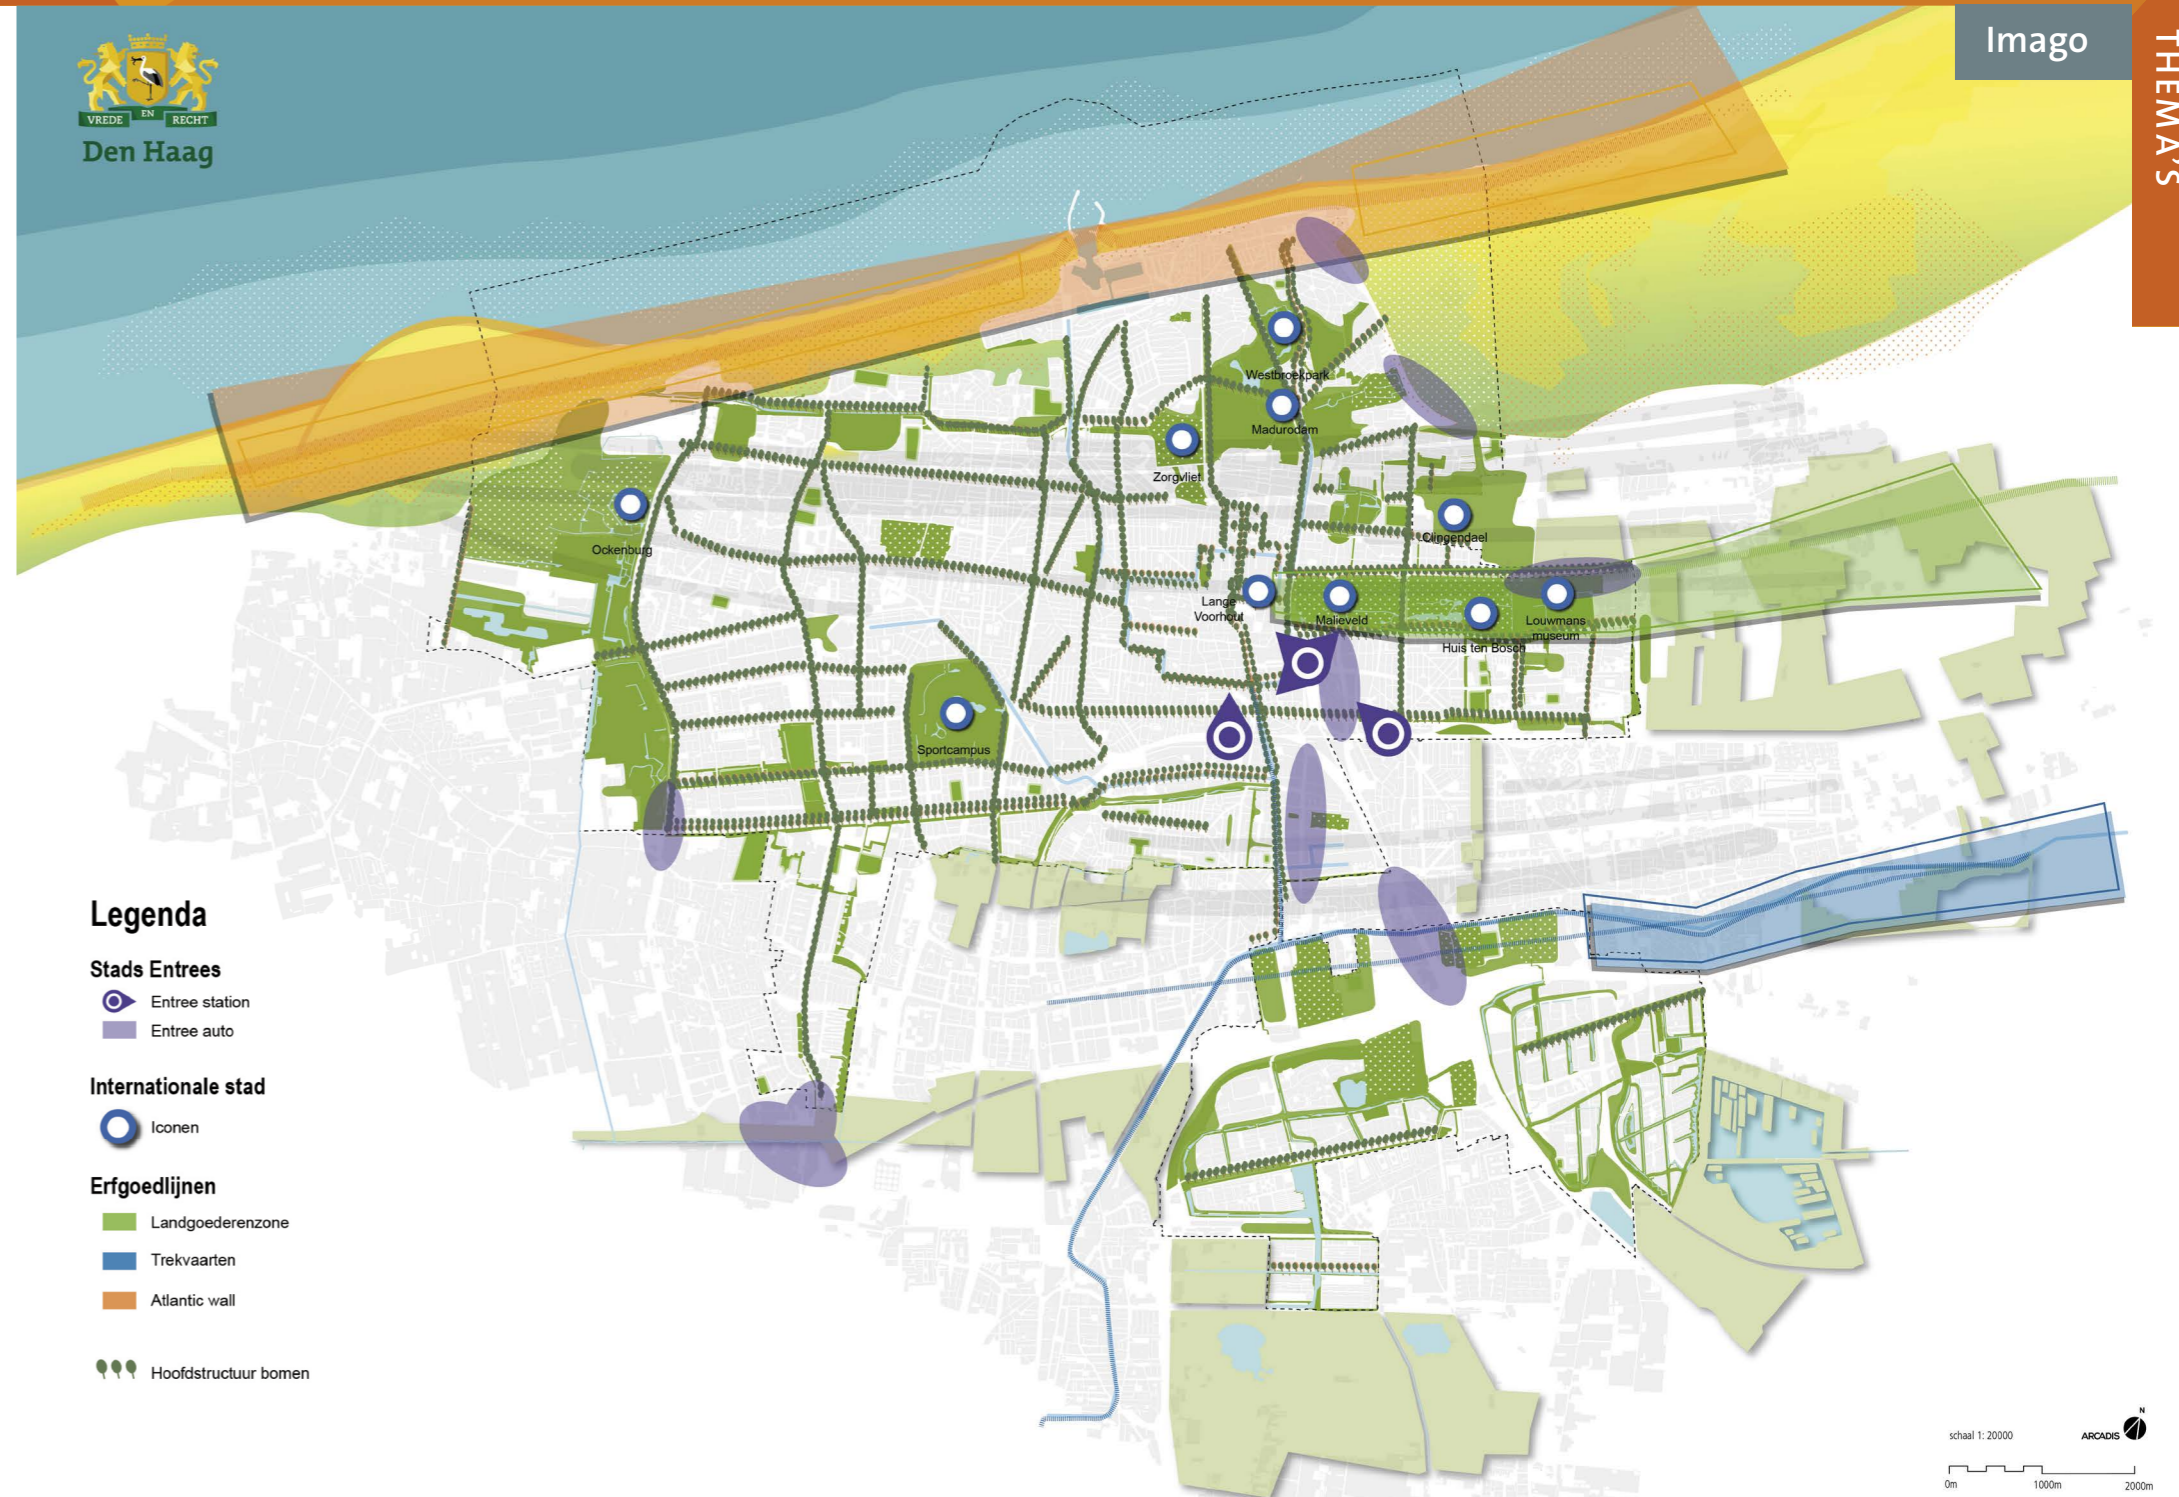 Imago
THEMA'S
VREDE EN RECHT
Den Haag
Westbroekpark
Madurodam
Zorgvliet
Ockenburg
Clingendael
Lange
Voorhout
Malieveld
Louwmans
museum
Huis ten Bosch
Sportcampus
Legenda
Stads Entrees
Entree station
Entree auto
Internationale stad
Iconen
Erfgoedlijnen
Landgoederenzone
Trekvaarten
Atlantic wall
Hoofdstructuur bomen
N
schaal 1: 20000
ARCADIS
0m 1000m 2000m